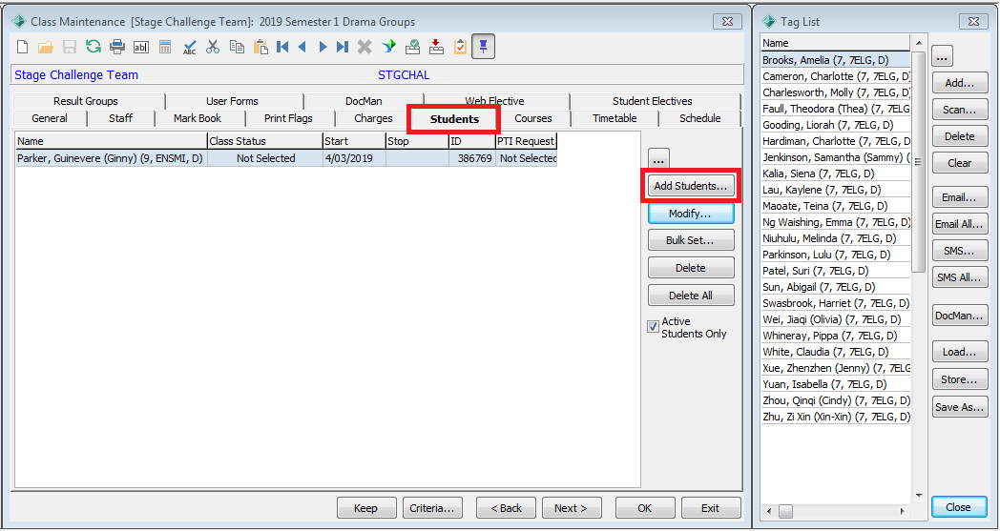 Class Maintenance [Stage Challenge Team]: 2019 Semester 1 Drama Groups
Stage Challenge Team STGCHAL
Result Groups User Forms DocMan Web Elective Student Electives
General Staff Mark Book Print Flags Charges Students Courses Timetable Schedule
Name Class Status Start Stop ID PTI Request
Parker, Guinevere (Ginny) (9, ENSMI, D) Not Selected 4/03/2019 386769 Not Selected
...
Add Students...
Modify...
Bulk Set...
Delete
Delete All
Active
Students Only
Keep Criteria... < Back Next > OK Exit
Tag List
Name
Brooks, Amelia (7, 7ELG, D)
Cameron, Charlotte (7, 7ELG, D)
Charlesworth, Molly (7, 7ELG, D)
Faull, Theodora (Thea) (7, 7ELG,
Gooding, Liorah (7, 7ELG, D)
Hardiman, Charlotte (7, 7ELG, D)
Jenkinson, Samantha (Sammy) (
Kalia, Siena (7, 7ELG, D)
Lau, Kaylene (7, 7ELG, D)
Maoate, Teina (7, 7ELG, D)
Ng Waishing, Emma (7, 7ELG, D)
Niuhulu, Melinda (7, 7ELG, D)
Parkinson, Lulu (7, 7ELG, D)
Patel, Suri (7, 7ELG, D)
Sun, Abigail (7, 7ELG, D)
Swasbrook, Harriet (7, 7ELG, D)
Wei, Jiaqi (Olivia) (7, 7ELG, D)
Whineray, Pippa (7, 7ELG, D)
White, Claudia (7, 7ELG, D)
Xue, Zhenzhen (Jenny) (7, 7ELG
Yuan, Isabella (7, 7ELG, D)
Zhou, Qinqi (Cindy) (7, 7ELG, D)
Zhu, Zi Xin (Xin-Xin) (7, 7ELG, D)
...
Add...
Scan...
Delete
Clear
Email...
Email All...
SMS...
SMS All...
DocMan...
Load...
Store...
Save As...
Close